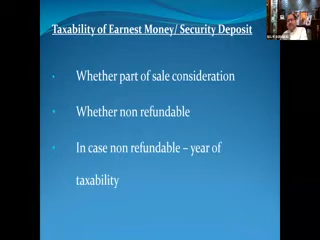 Taxability of Earnest Money/ Security Deposit
• Whether part of sale consideration
• Whether non refundable
• In case non refundable – year of
taxability